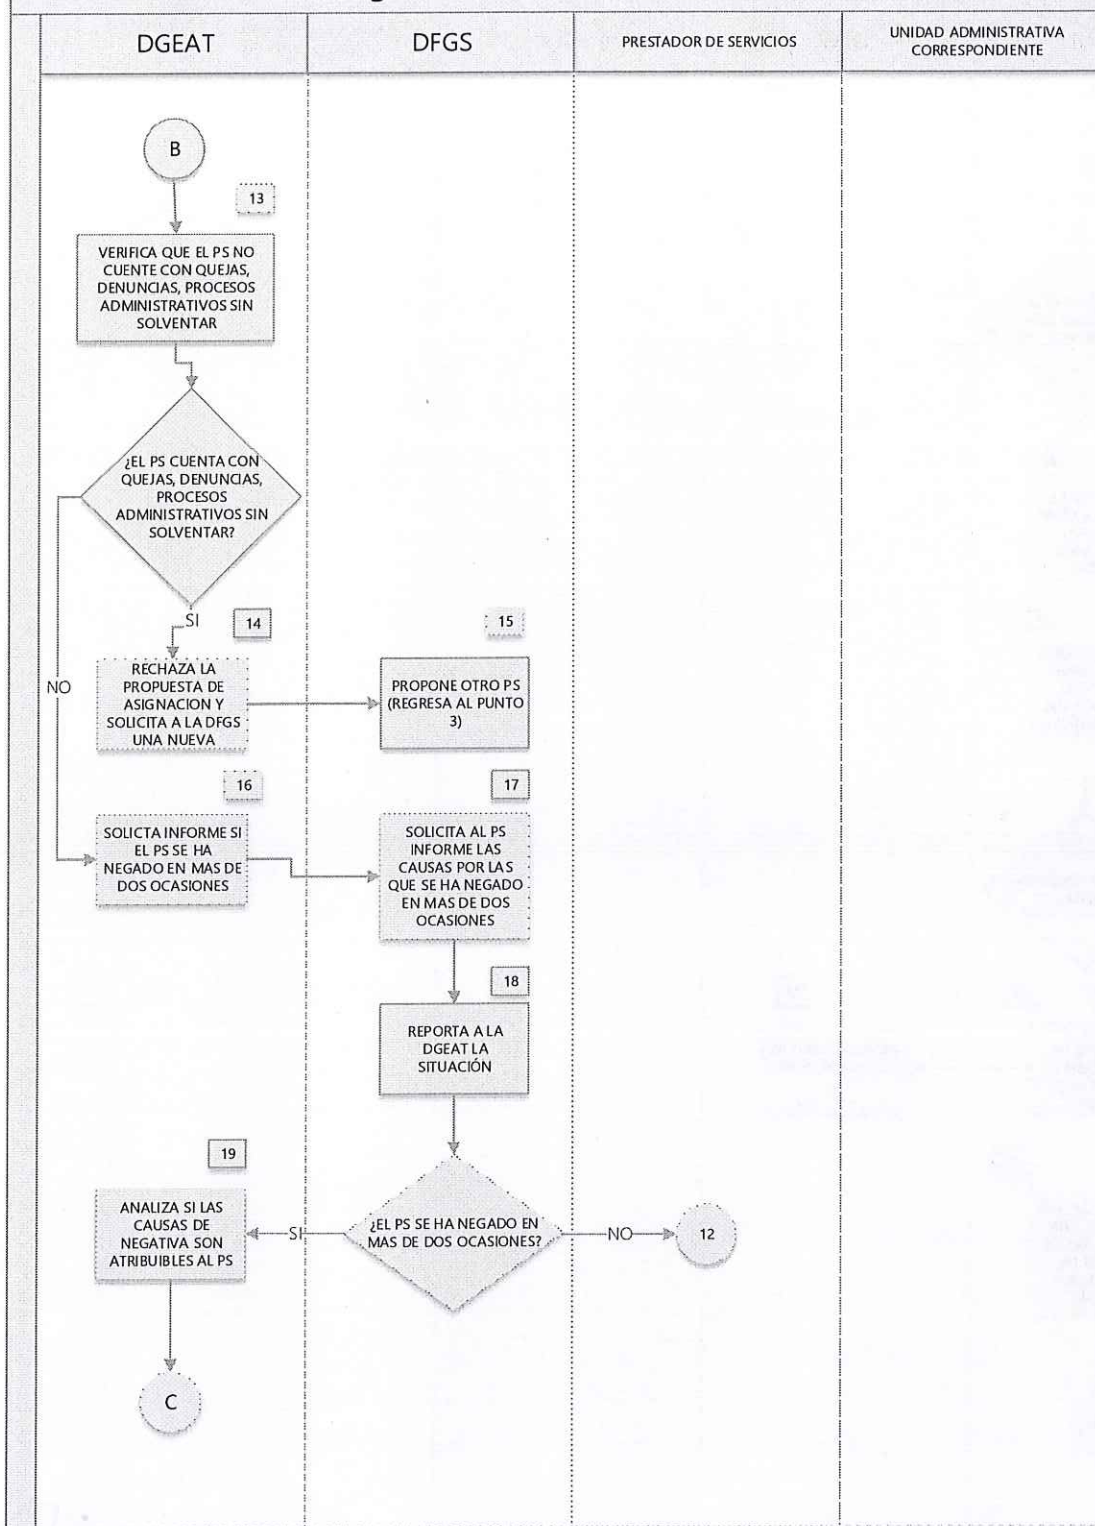 DGEAT
DFGS
PRESTADOR DE SERVICIOS
UNIDAD ADMINISTRATIVA
CORRESPONDIENTE
B
13
VERIFICA QUE EL PS NO
CUENTE CON QUEJAS,
DENUNCIAS, PROCESOS
ADMINISTRATIVOS SIN
SOLVENTAR
¿EL PS CUENTA CON
QUEJAS, DENUNCIAS,
PROCESOS
ADMINISTRATIVOS SIN
SOLVENTAR?
SI
14
15
RECHAZA LA
PROPUESTA DE
ASIGNACION Y
SOLICITA A LA DFGS
UNA NUEVA
PROPONE OTRO PS
(REGRESA AL PUNTO
3)
NO
16
17
SOLICTA INFORME SI
EL PS SE HA
NEGADO EN MAS DE
DOS OCASIONES
SOLICITA AL PS
INFORME LAS
CAUSAS POR LAS
QUE SE HA NEGADO
EN MAS DE DOS
OCASIONES
18
REPORTA A LA
DGEAT LA
SITUACIÓN
19
ANALIZA SI LAS
CAUSAS DE
NEGATIVA SON
ATRIBUIBLES AL PS
SI
¿EL PS SE HA NEGADO EN
MAS DE DOS OCASIONES?
NO
12
C